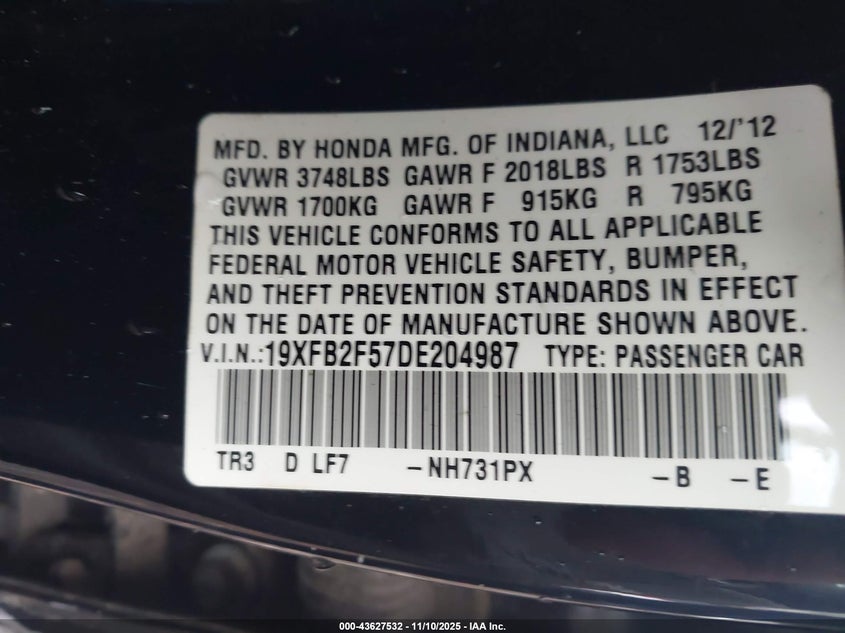 MFD. BY HONDA MFG. OF INDIANA, LLC 12/'12
GVWR 3748LBS GAWR F 2018LBS R 1753LBS
GVWR 1700KG GAWR F 915KG R 795KG
THIS VEHICLE CONFORMS TO ALL APPLICABLE
FEDERAL MOTOR VEHICLE SAFETY, BUMPER,
AND THEFT PREVENTION STANDARDS IN EFFECT
ON THE DATE OF MANUFACTURE SHOWN ABOVE.
V.I.N.:19XFB2F57DE204987 TYPE: PASSENGER CAR
TR3 D LF7 -NH731PX -B -E
000-43627532 - 11/10/2025 - IAA Inc.